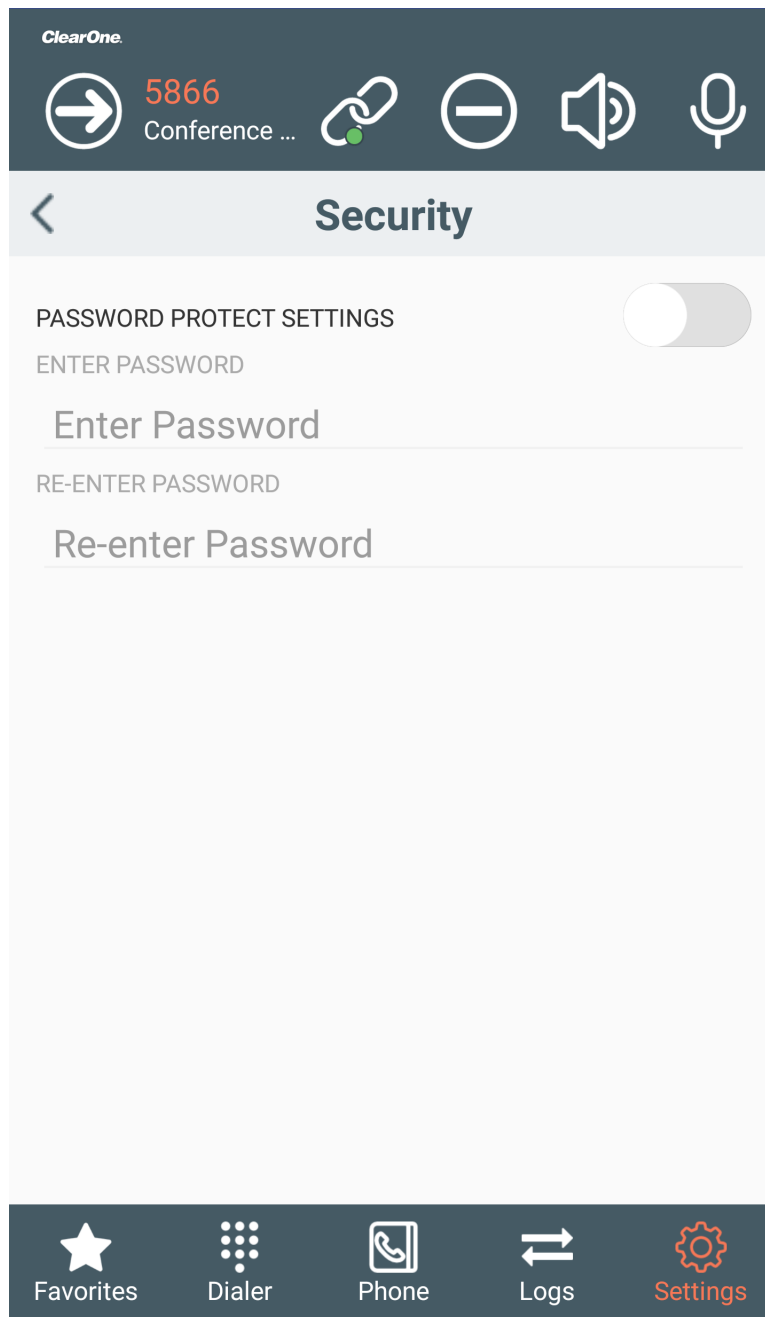 ClearOne.
5866
Conference ...
Security
PASSWORD PROTECT SETTINGS
ENTER PASSWORD
Enter Password
RE-ENTER PASSWORD
Re-enter Password
Favorites Dialer Phone Logs Settings